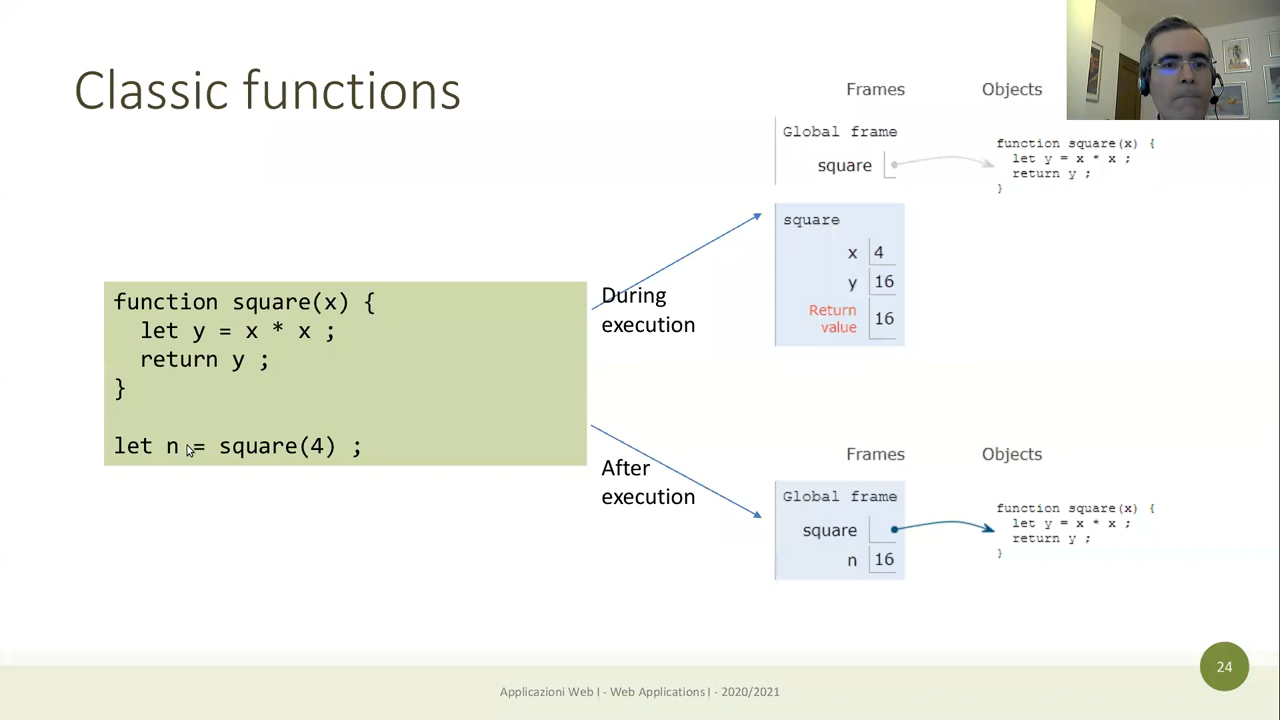 Classic functions
function square(x) {
let y = x * x ;
return y ;
}
let n = square(4) ;
During
execution
After
execution
Frames Objects
Global frame
square
function square(x) {
let y = x * x ;
return y ;
}
square
x 4
y 16
Return
value 16
Frames Objects
Global frame
square
n 16
function square(x) {
let y = x * x ;
return y ;
}
Applicazioni Web I - Web Applications I - 2020/2021
24